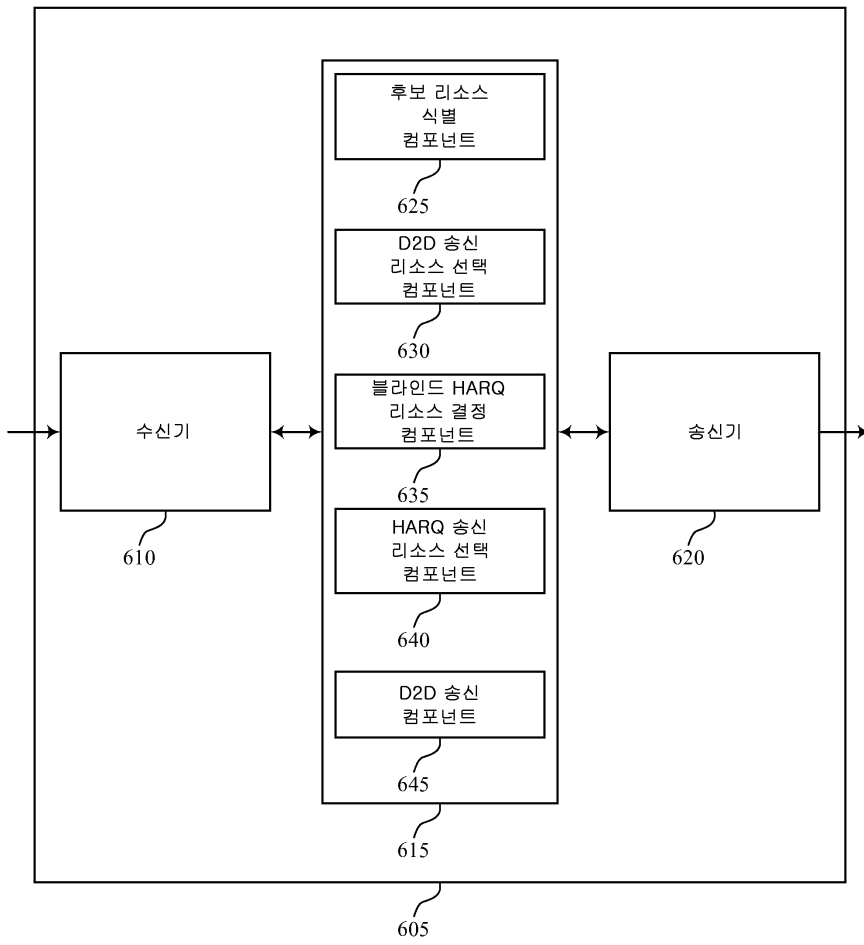 후보 리소스
식별
컴포넌트
625
D2D 송신
리소스 선택
컴포넌트
630
수신기
610
블라인드 HARQ
리소스 결정
컴포넌트
635
송신기
620
HARQ 송신
리소스 선택
컴포넌트
640
D2D 송신
컴포넌트
645
615
605